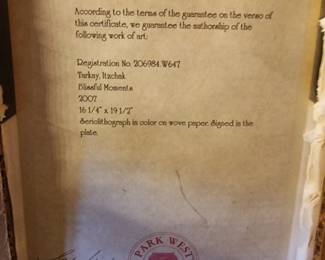 According to the terms of the guarantee on the verso of
this certificate, we guarantee the authorship of the
following work of art:
Registration No. 206984.W647
Tarkay, Itzchak
Blissful Moments
2007
16 1/4" x 19 1/2"
Seriolithograph in color on wove paper. Signed in the
plate.
PARK WEST